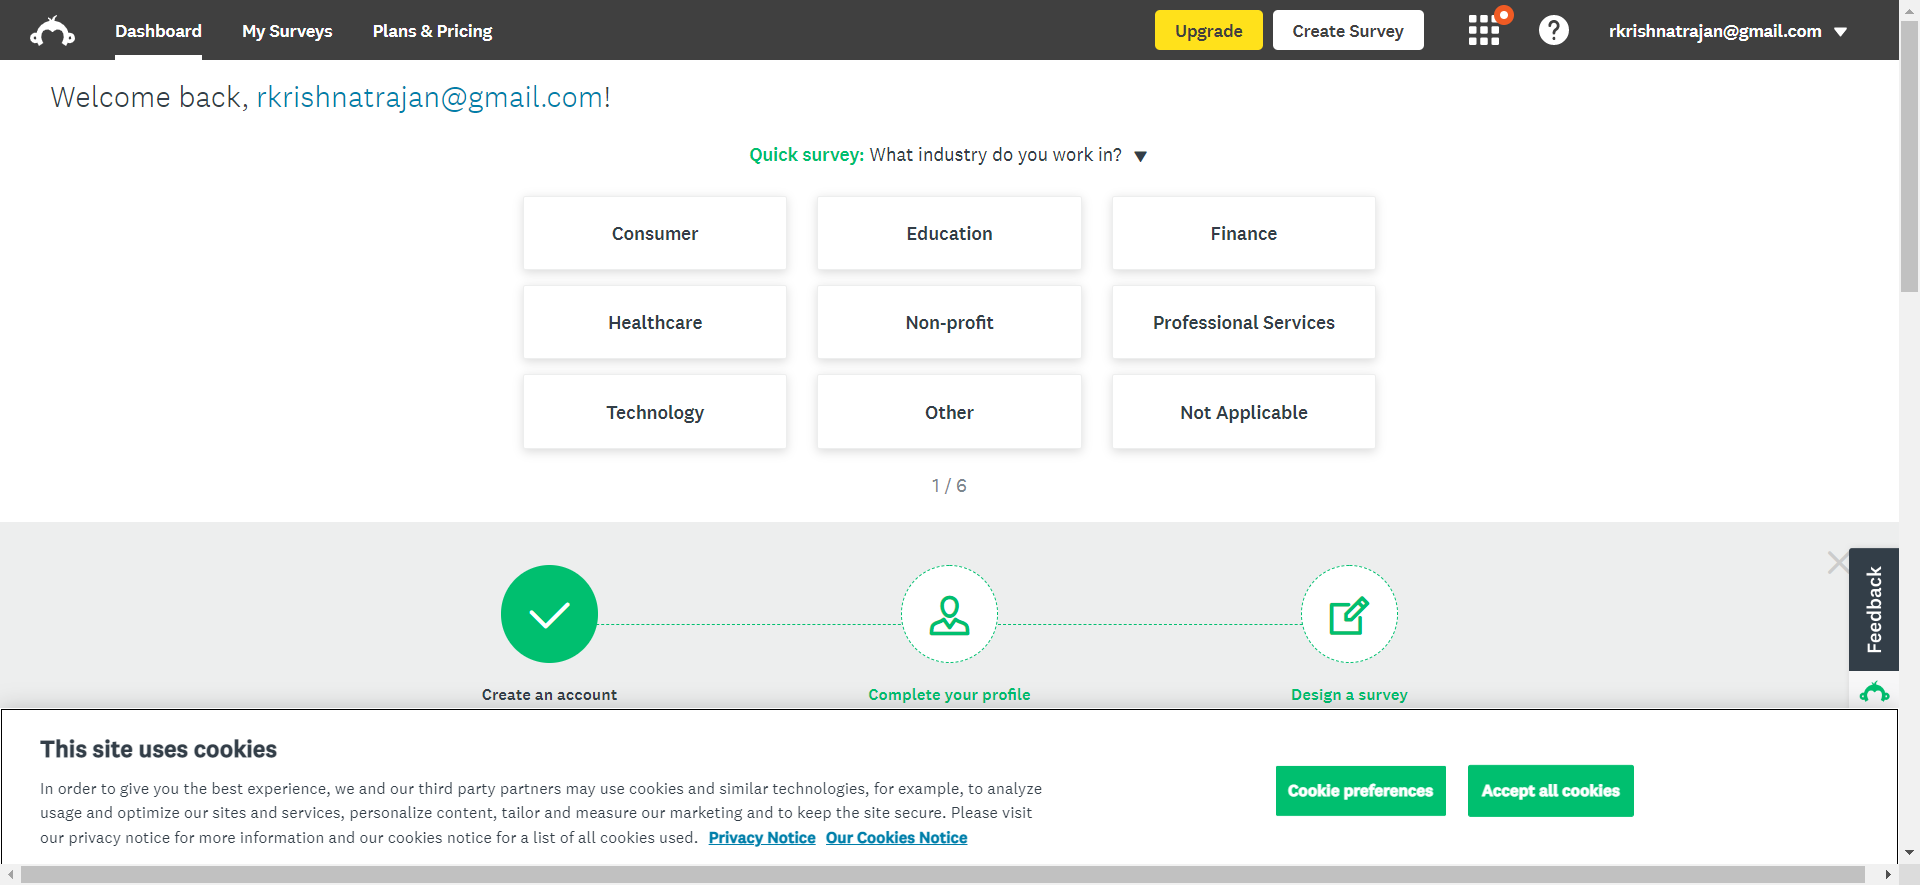 Dashboard My Surveys Plans & Pricing Upgrade Create Survey ? rkrishnatrajan@gmail.com
Welcome back, rkrishnatrajan@gmail.com!
Quick survey: What industry do you work in?
Consumer Education Finance
Healthcare Non-profit Professional Services
Technology Other Not Applicable
1 / 6
Feedback
Create an account Complete your profile Design a survey
This site uses cookies
In order to give you the best experience, we and our third party partners may use cookies and similar technologies, for example, to analyze
usage and optimize our sites and services, personalize content, tailor and measure our marketing and to keep the site secure. Please visit
our privacy notice for more information and our cookies notice for a list of all cookies used. Privacy Notice Our Cookies Notice
Cookie preferences Accept all cookies